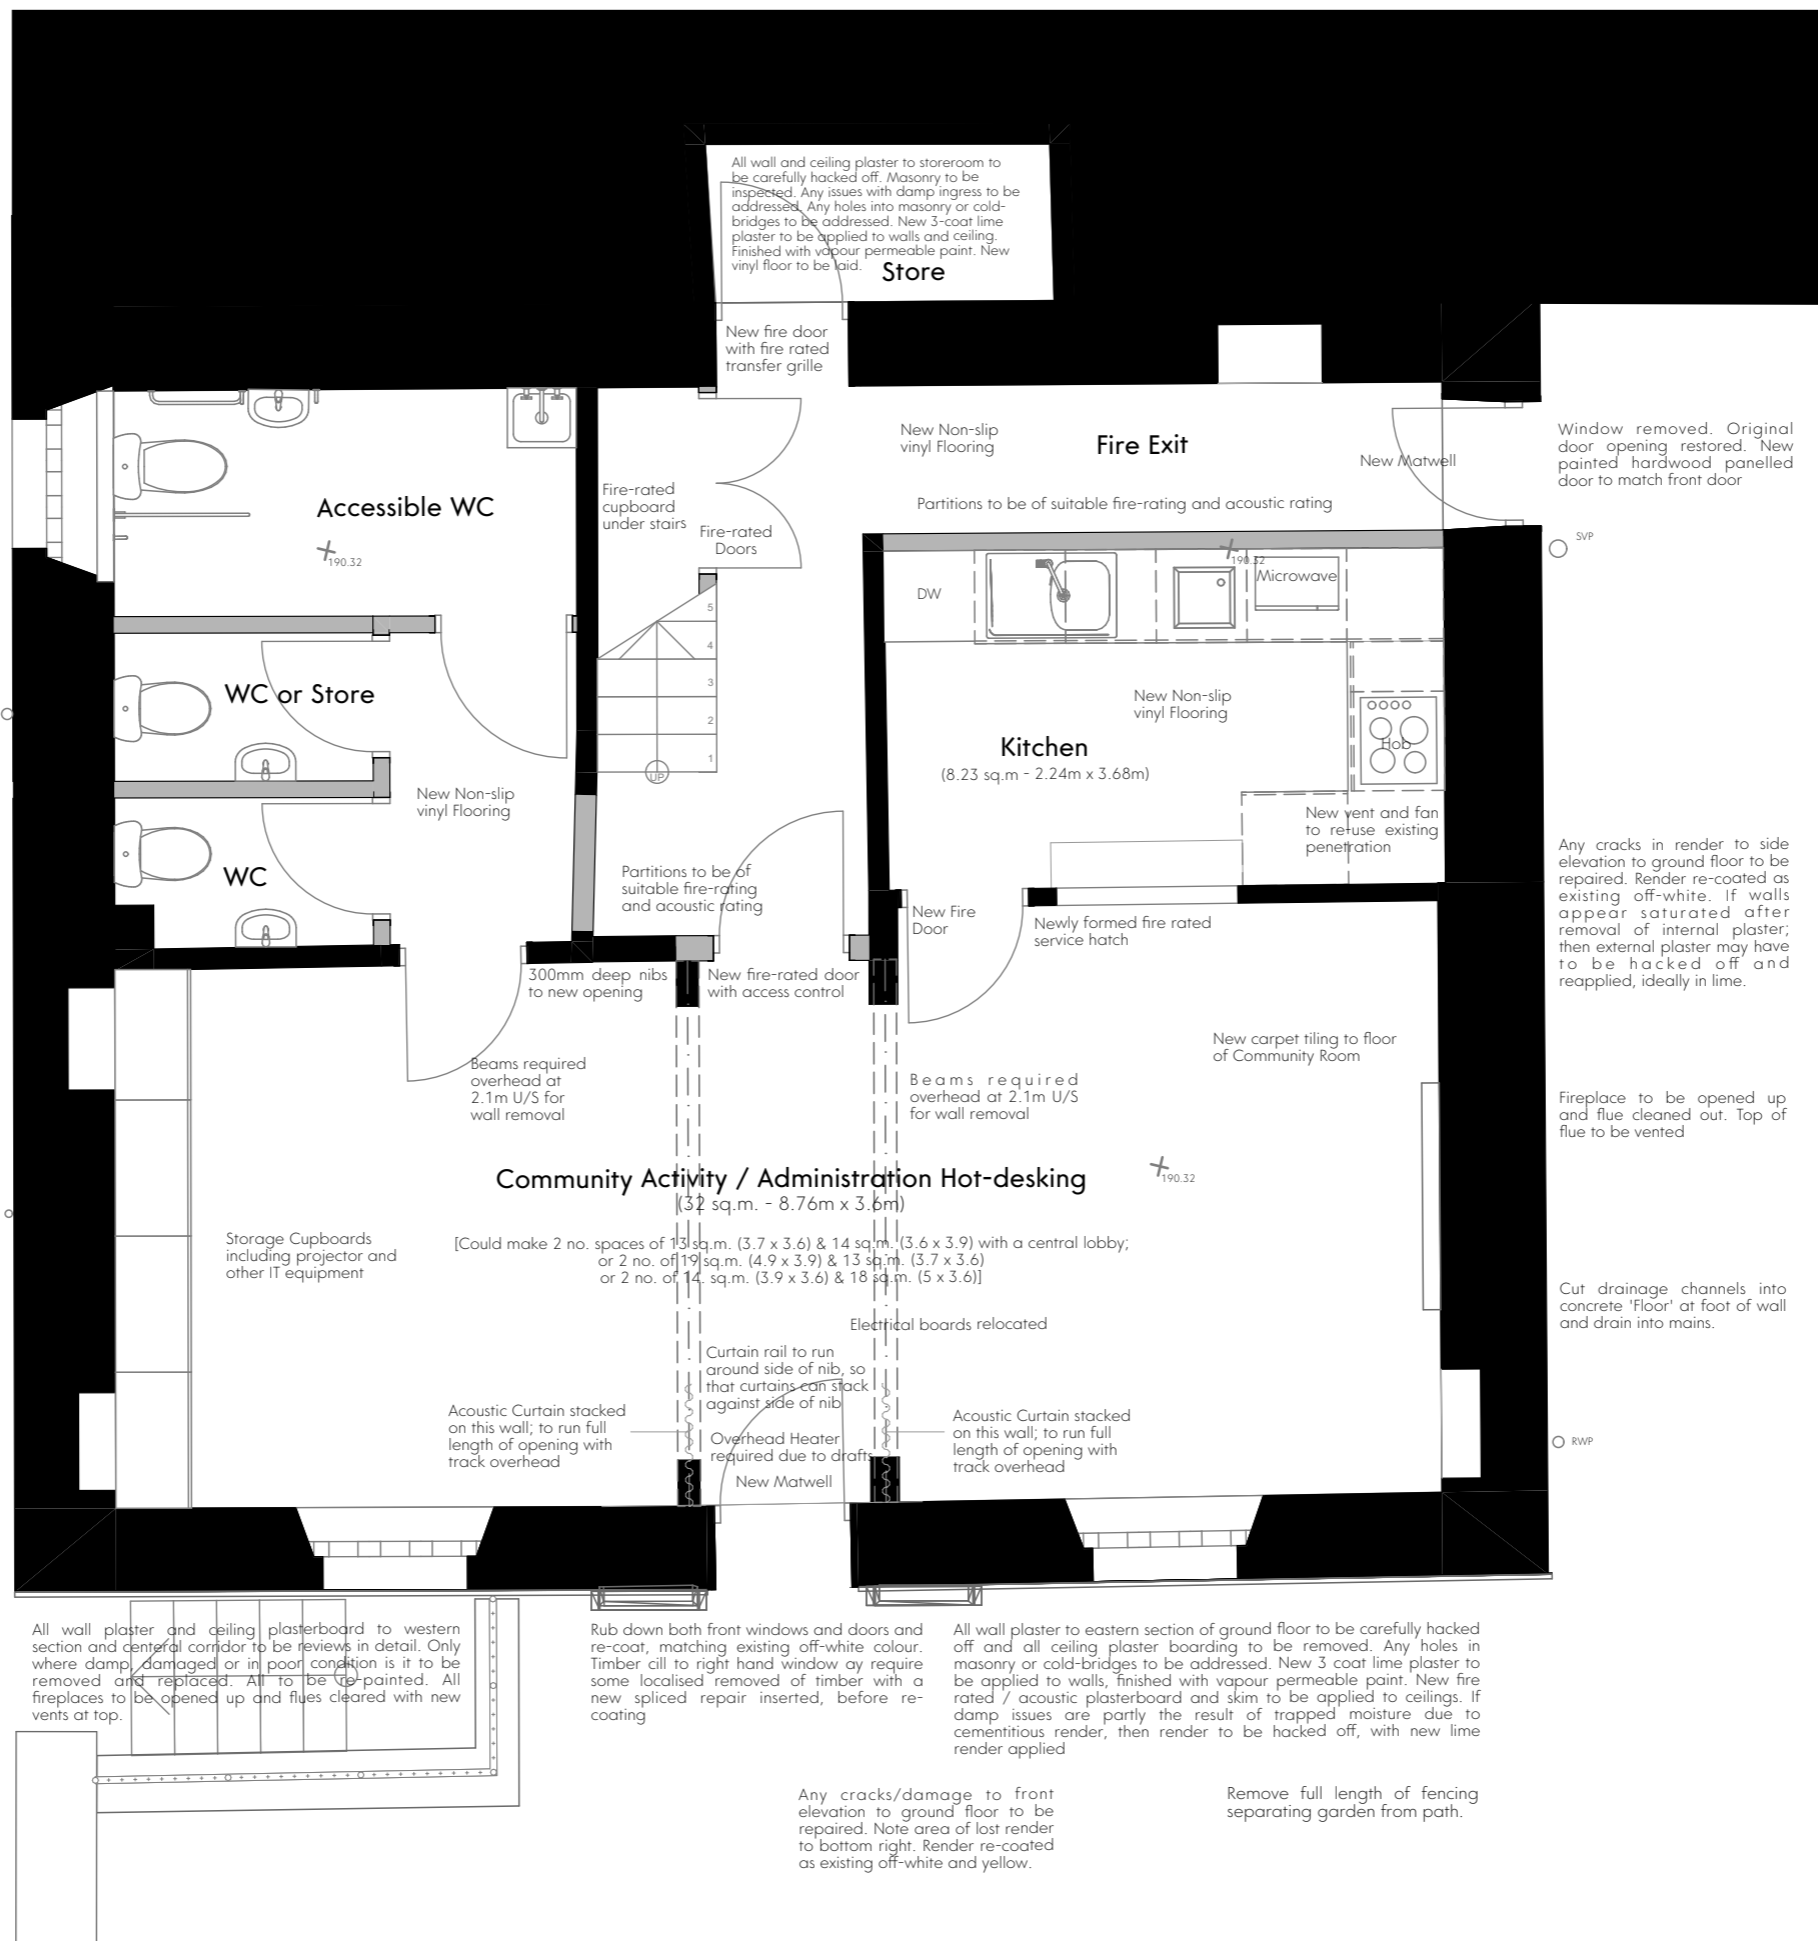 All wall and ceiling plaster to storeroom to
be carefully hacked off. Masonry to be
inspected. Any issues with damp ingress to be
addressed. Any holes into masonry or cold-
bridges to be addressed. New 3-coat lime
plaster to be applied to walls and ceiling.
Finished with vapour permeable paint. New
vinyl floor to be laid.
Store
New fire door
with fire rated
transfer grille
New Non-slip
vinyl Flooring
Fire Exit
New Matwell
Window removed. Original
door opening restored. New
painted hardwood panelled
door to match front door
Accessible WC
190.32
Fire-rated
cupboard
under stairs
Fire-rated
Doors
Partitions to be of suitable fire-rating and acoustic rating
SVP
190.32
Microwave
DW
5
4
3
2
1
UP
WC or Store
New Non-slip
vinyl Flooring
Kitchen
(8.23 sq.m - 2.24m x 3.68m)
Hob
New Non-slip
vinyl Flooring
New vent and fan
to re-use existing
penetration
WC
Partitions to be of
suitable fire-rating
and acoustic rating
Any cracks in render to side
elevation to ground floor to be
repaired. Render re-coated as
existing off-white. If walls
appear saturated after
removal of internal plaster;
then external plaster may have
to be hacked off and
reapplied, ideally in lime.
New Fire
Door
Newly formed fire rated
service hatch
300mm deep nibs
to new opening
New fire-rated door
with access control
New carpet tiling to floor
of Community Room
Beams required
overhead at
2.1m U/S for
wall removal
Beams required
overhead at 2.1m U/S
for wall removal
Fireplace to be opened up
and flue cleaned out. Top of
flue to be vented
Community Activity / Administration Hot-desking
(32 sq.m. - 8.76m x 3.6m)
190.32
[Could make 2 no. spaces of 13 sq.m. (3.7 x 3.6) & 14 sq.m. (3.6 x 3.9) with a central lobby;
or 2 no. of 19 sq.m. (4.9 x 3.9) & 13 sq.m. (3.7 x 3.6)
or 2 no. of 14. sq.m. (3.9 x 3.6) & 18 sq.m. (5 x 3.6)]
Storage Cupboards
including projector and
other IT equipment
Cut drainage channels into
concrete 'Floor' at foot of wall
and drain into mains.
Electrical boards relocated
Curtain rail to run
around side of nib, so
that curtains can stack
against side of nib
Acoustic Curtain stacked
on this wall; to run full
length of opening with
track overhead
Overhead Heater
required due to drafts
New Matwell
Acoustic Curtain stacked
on this wall; to run full
length of opening with
track overhead
RWP
All wall plaster and ceiling plasterboard to western
section and centeral corridor to be reviews in detail. Only
where damp, damaged or in poor condition is it to be
removed and replaced. All to be re-painted. All
fireplaces to be opened up and flues cleared with new
vents at top.
Rub down both front windows and doors and
re-coat, matching existing off-white colour.
Timber cill to right hand window ay require
some localised removed of timber with a
new spliced repair inserted, before re-
coating
All wall plaster to eastern section of ground floor to be carefully hacked
off and all ceiling plaster boarding to be removed. Any holes in
masonry or cold-bridges to be addressed. New 3 coat lime plaster to
be applied to walls, finished with vapour permeable paint. New fire
rated / acoustic plasterboard and skim to be applied to ceilings. If
damp issues are partly the result of trapped moisture due to
cementitious render, then render to be hacked off, with new lime
render applied
Any cracks/damage to front
elevation to ground floor to be
repaired. Note area of lost render
to bottom right. Render re-coated
as existing off-white and yellow.
Remove full length of fencing
separating garden from path.